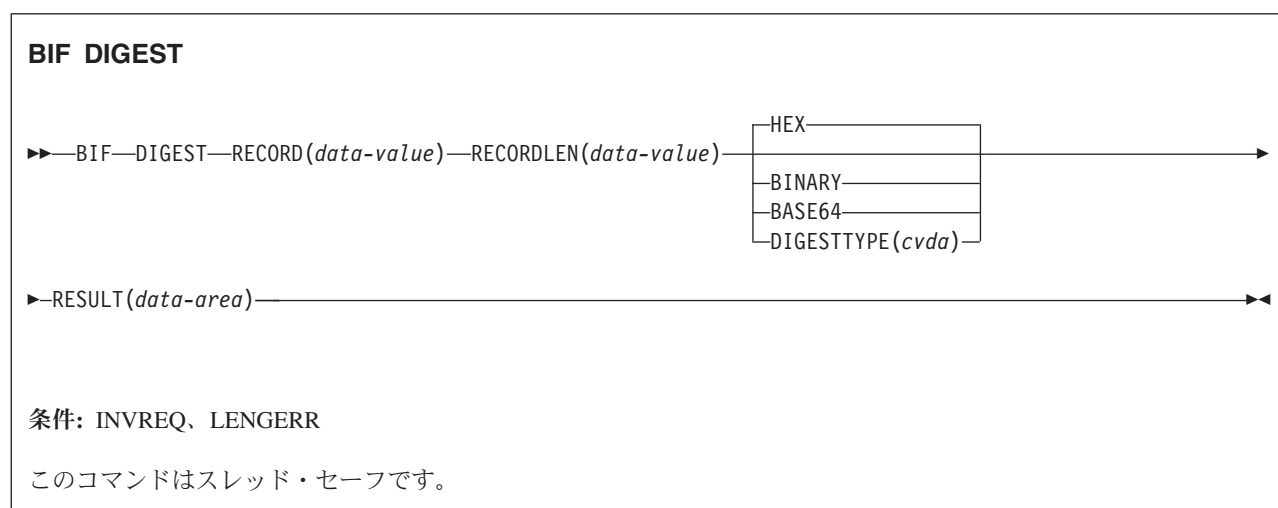 BIF DIGEST
HEX
BIF DIGEST RECORD(data-value) RECORDLEN(data-value)
BINARY
BASE64
DIGESTTYPE(cvda)
RESULT(data-area)
条件: INVREQ、LENGERR
このコマンドはスレッド・セーフです。